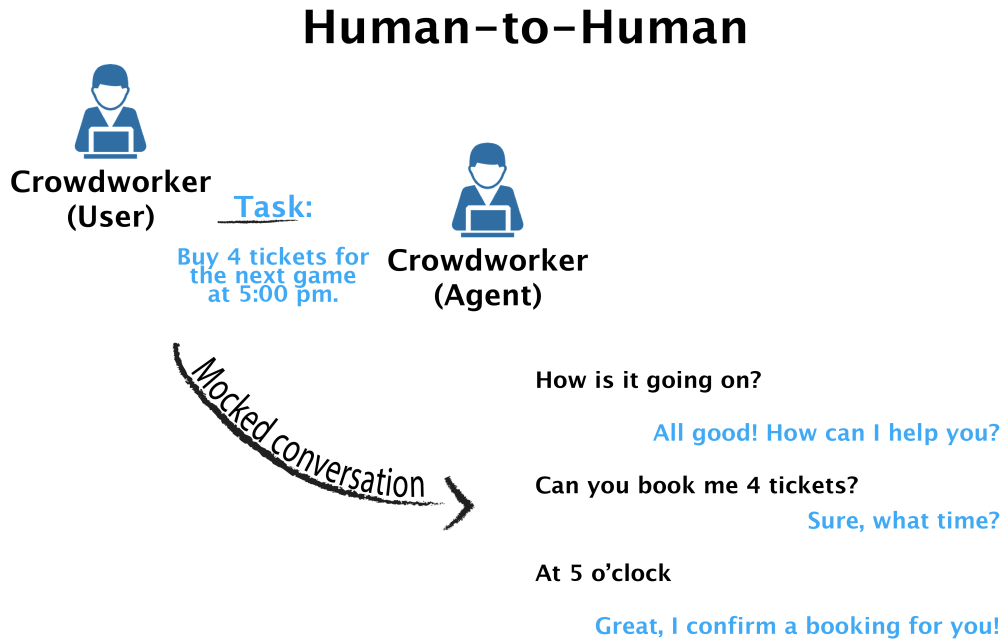 Human-to-Human
Crowdworker
(User)
Task:
Buy 4 tickets for
the next game
at 5:00 pm.
Crowdworker
(Agent)
Mocked conversation
How is it going on?
All good! How can I help you?
Can you book me 4 tickets?
Sure, what time?
At 5 o’clock
Great, I confirm a booking for you!